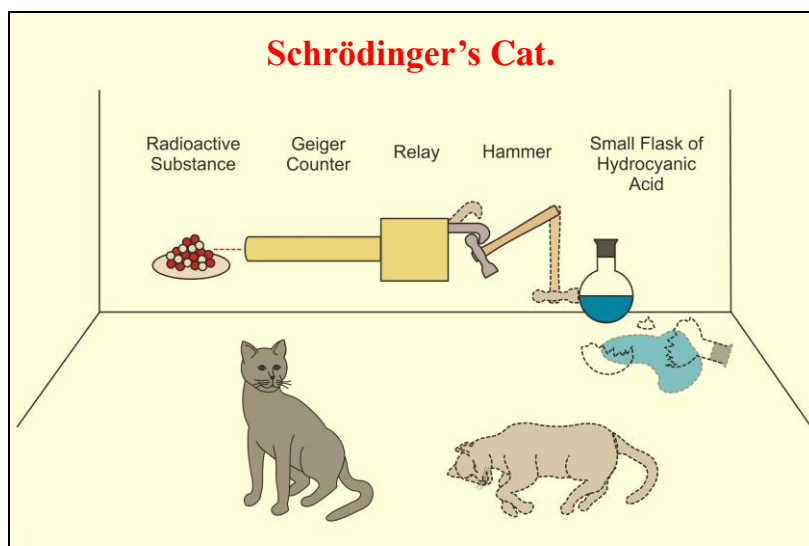 Schrödinger’s Cat.
Radioactive
Substance
Geiger
Counter
Relay
Hammer
Small Flask of
Hydrocyanic
Acid